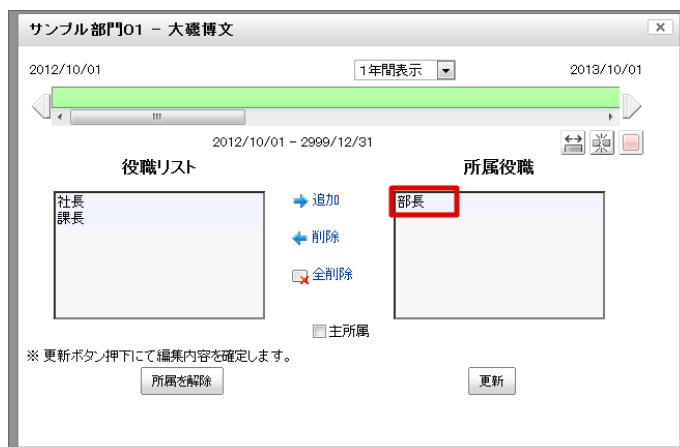 サンプル部門01 - 大磯博文
2012/10/01 1年間表示 2013/10/01
2012/10/01 - 2999/12/31
役職リスト 所属役職
社長 追加 部長
課長
削除
全削除
主所属
※ 更新ボタン押下にて編集内容を確定します。
所属を解除 更新